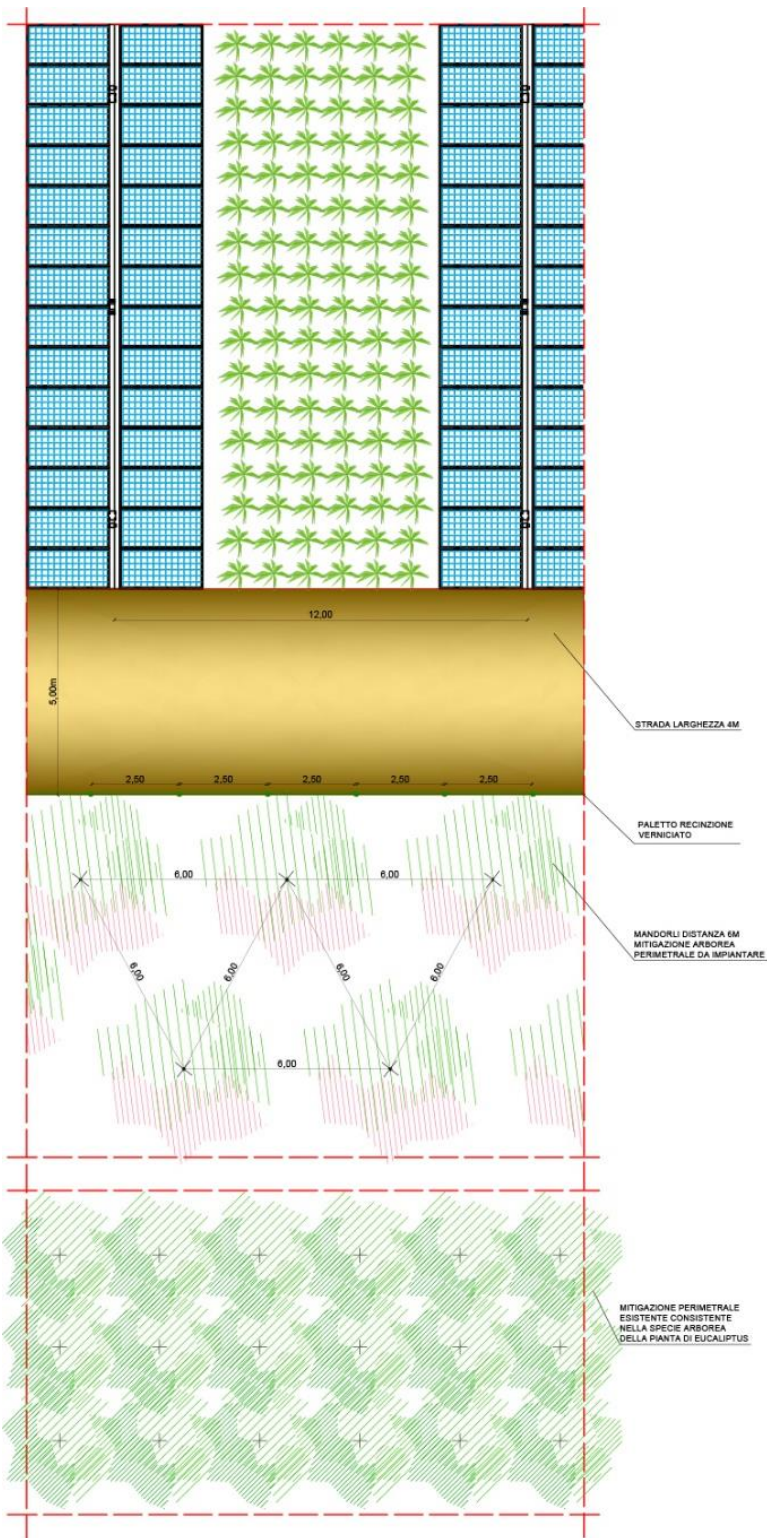 12,00
5,00m
STRADA LARGHEZZA 4M
2,50 2,50 2,50 2,50 2,50
PALETTO RECINZIONE
VERNICIATO
6,00 6,00
MANDORLI DISTANZA 6M
MITIGAZIONE ARBOREA
PERIMETRALE DA IMPIANTARE
6,00 6,00 6,00 6,00
6,00
MITIGAZIONE PERIMETRALE
ESISTENTE CONSISTENTE
NELLA SPECIE ARBOREA
DELLA PIANTA DI EUCALIPTUS